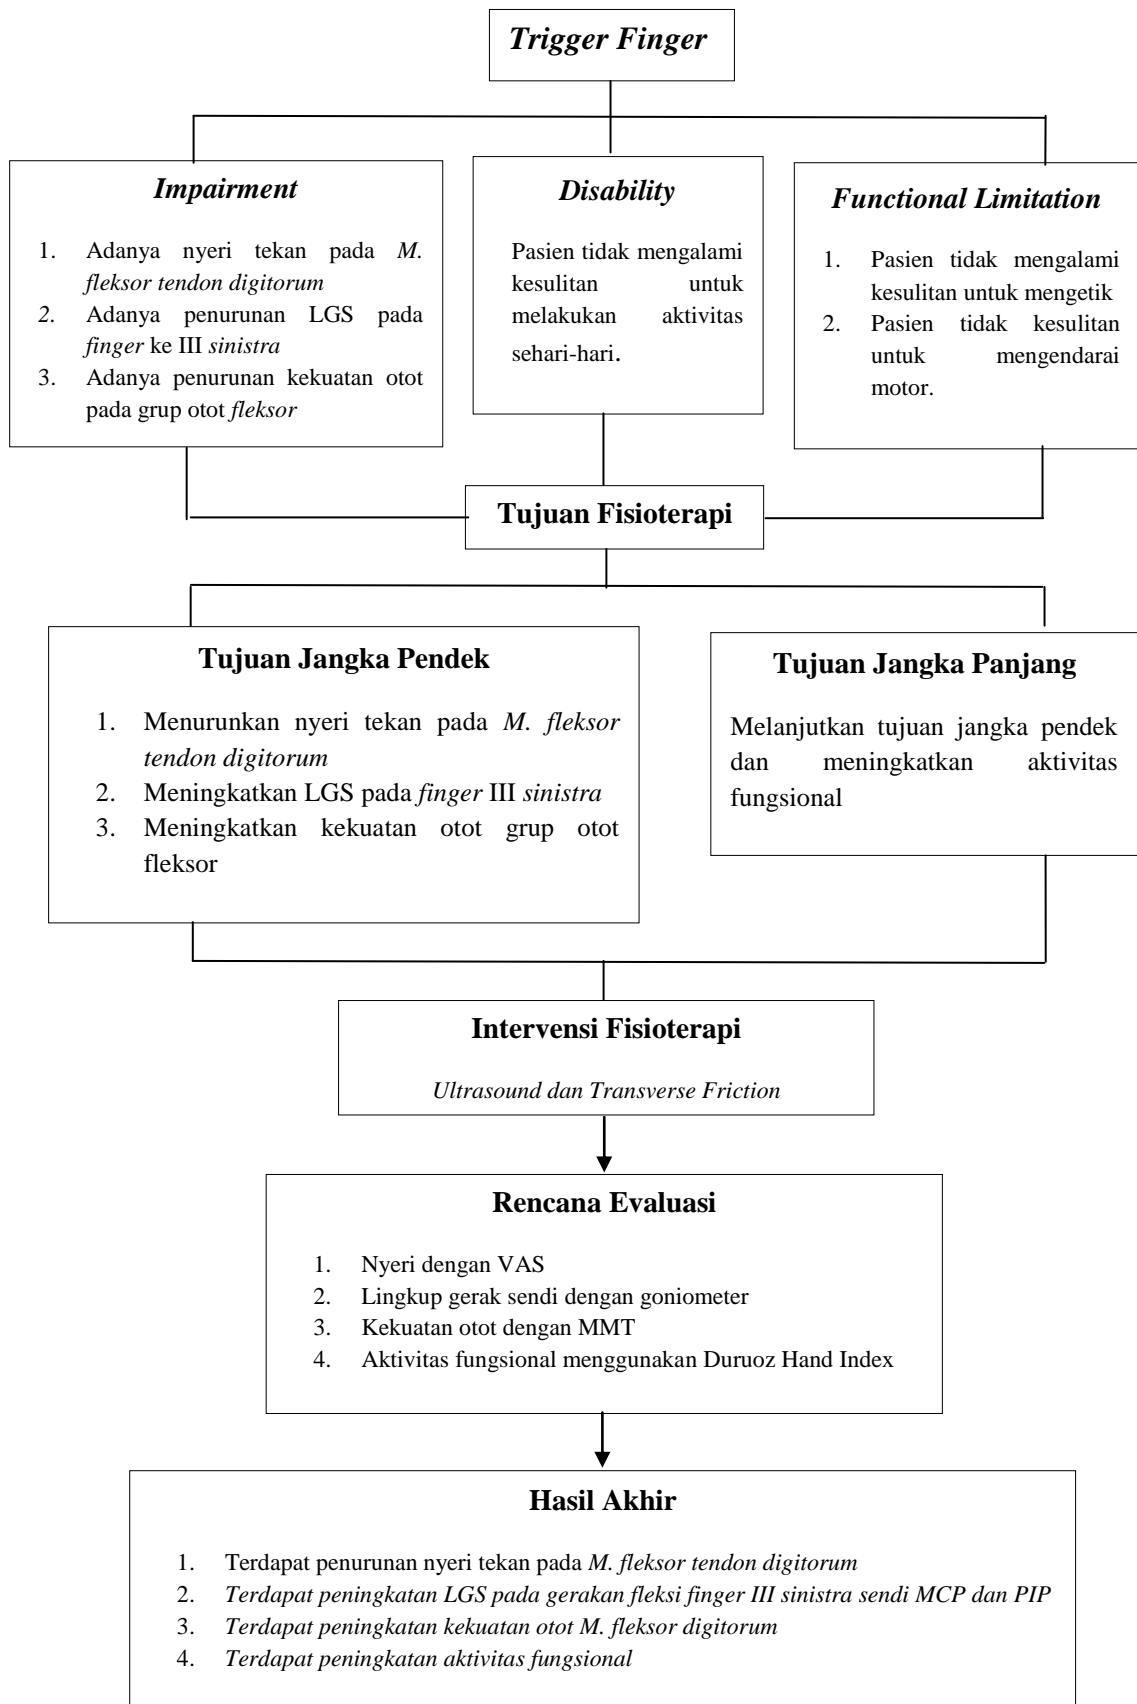 Trigger Finger
Impairment
1. Adanya nyeri tekan pada M.
fleksor tendon digitorum
2. Adanya penurunan LGS pada
finger ke III sinistra
3. Adanya penurunan kekuatan otot
pada grup otot fleksor
Disability
Pasien tidak mengalami
kesulitan untuk
melakukan aktivitas
sehari-hari.
Functional Limitation
1. Pasien tidak mengalami
kesulitan untuk mengetik
2. Pasien tidak kesulitan
untuk mengendarai
motor.
Tujuan Fisioterapi
Tujuan Jangka Pendek
1. Menurunkan nyeri tekan pada M. fleksor
tendon digitorum
2. Meningkatkan LGS pada finger III sinistra
3. Meningkatkan kekuatan otot grup otot
fleksor
Tujuan Jangka Panjang
Melanjutkan tujuan jangka pendek
dan meningkatkan aktivitas
fungsional
Intervensi Fisioterapi
Ultrasound dan Transverse Friction
Rencana Evaluasi
1. Nyeri dengan VAS
2. Lingkup gerak sendi dengan goniometer
3. Kekuatan otot dengan MMT
4. Aktivitas fungsional menggunakan Duruoz Hand Index
Hasil Akhir
1. Terdapat penurunan nyeri tekan pada M. fleksor tendon digitorum
2. Terdapat peningkatan LGS pada gerakan fleksi finger III sinistra sendi MCP dan PIP
3. Terdapat peningkatan kekuatan otot M. fleksor digitorum
4. Terdapat peningkatan aktivitas fungsional